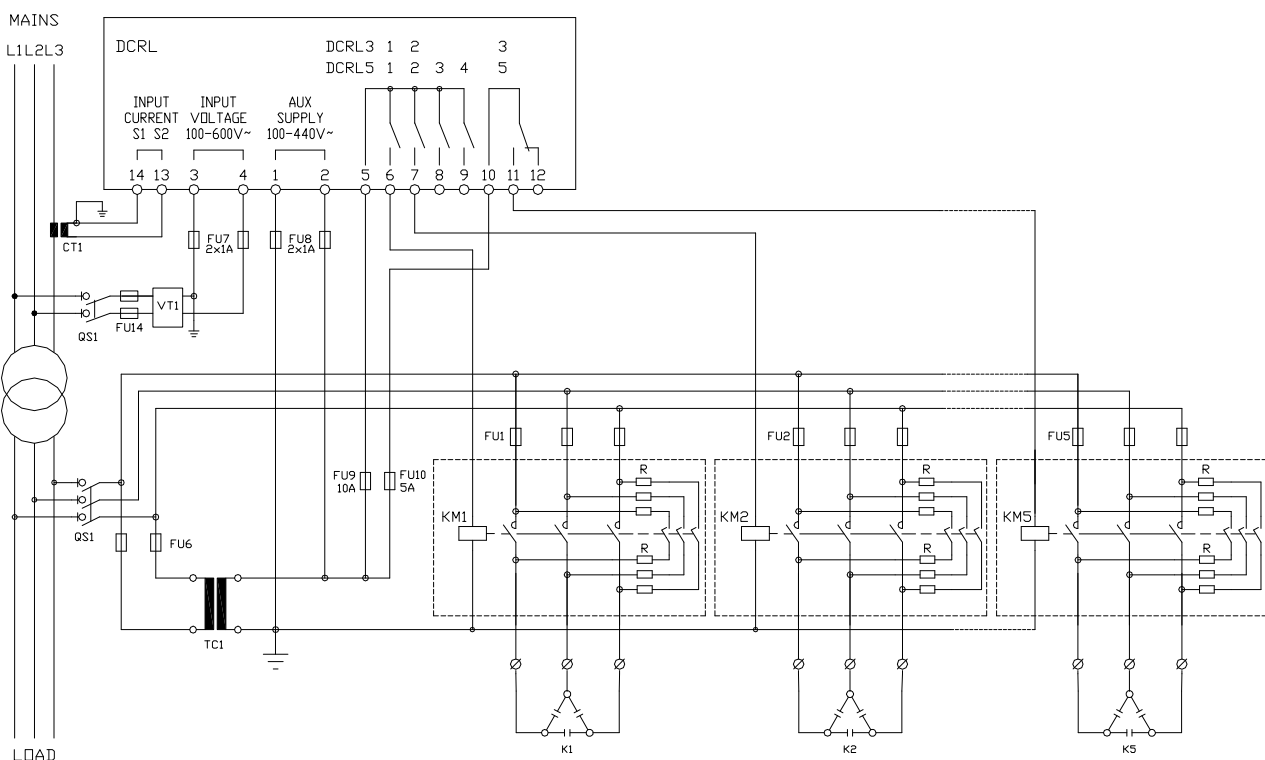 MAINS
L1L2L3
DCRL
DCRL3 1 2 3
DCRL5 1 2 3 4 5
INPUT CURRENT
S1 S2
INPUT VOLTAGE
100-600V~
AUX SUPPLY
100-440V~
14 13 3 4 1 2 5 6 7 8 9 10 11 12
CT1
FU7
2x1A
FU8
2x1A
VT1
FU14
QS1
FU1
FU2
FU5
FU9
10A
FU10
5A
R
R
R
KM1
KM2
KM5
QS1
FU6
R
R
R
TC1
K1
K2
K5
LOAD